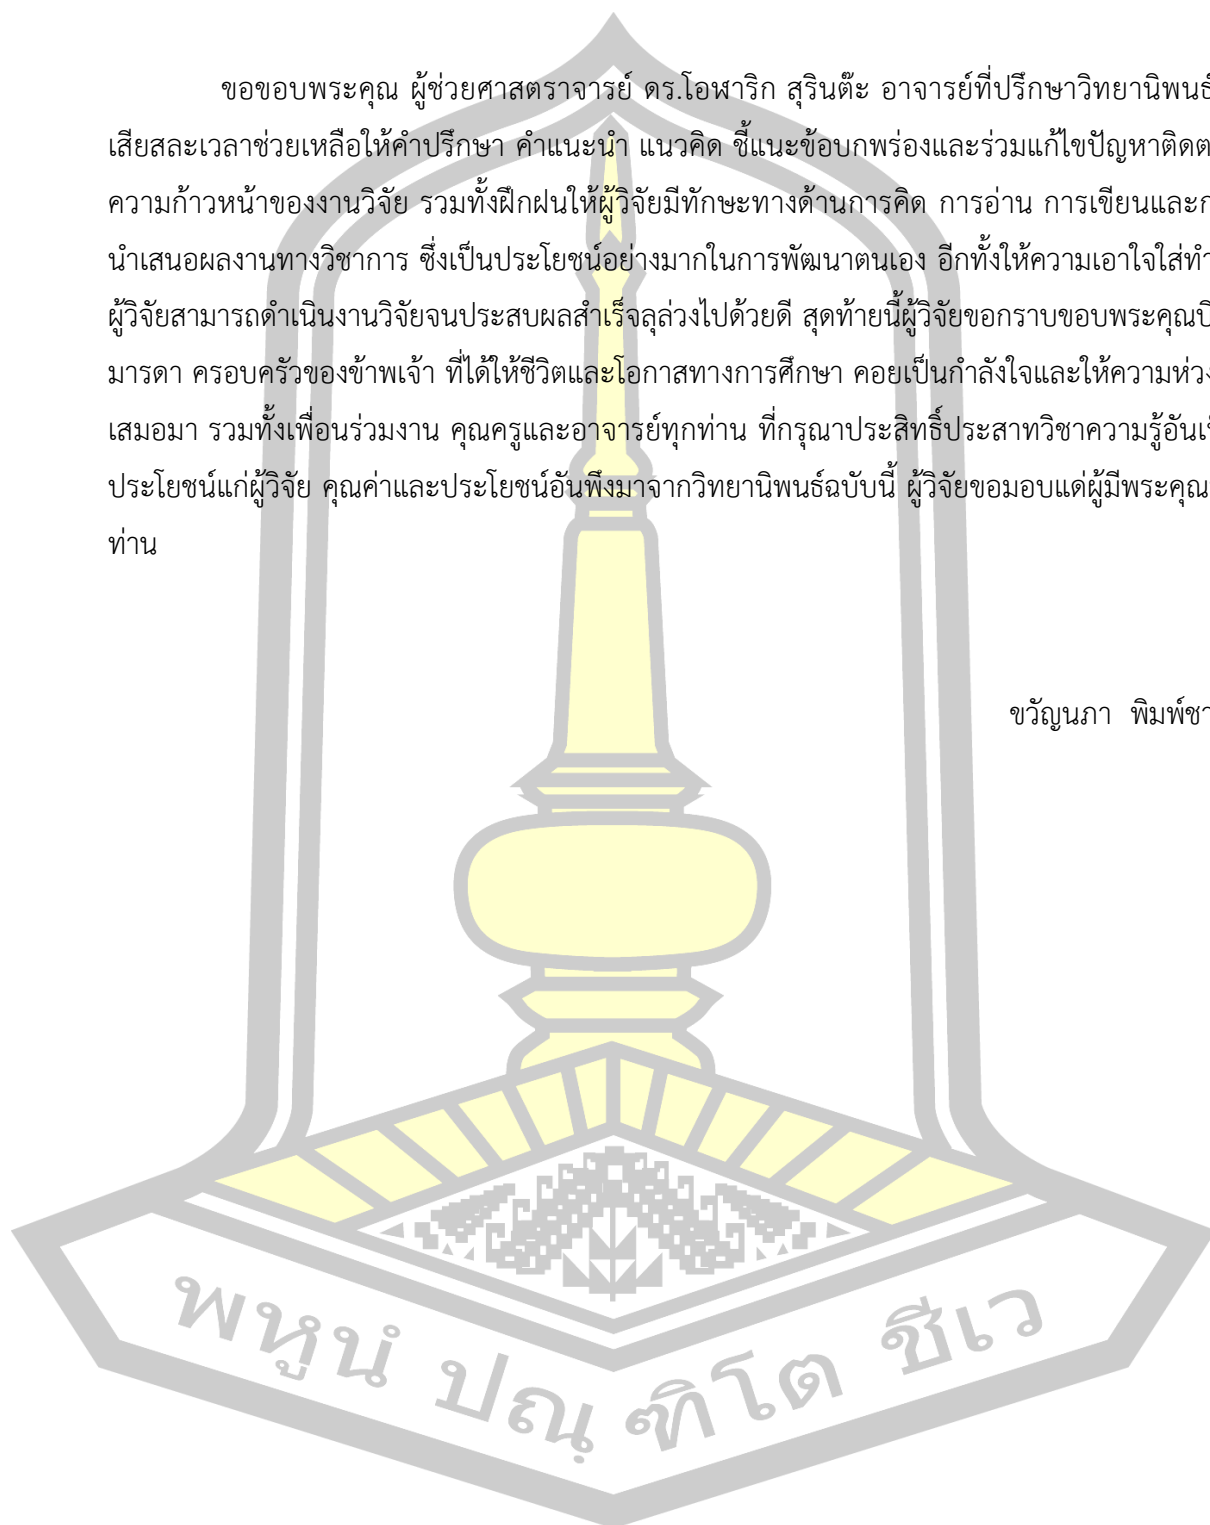 ขอขอบพระคุณ ผู้ช่วยศาสตราจารย์ ดร.โอฬาริก สุรินต๊ะ อาจารย์ที่ปรึกษาวิทยานิพนธ์
เสียสละเวลาช่วยเหลือให้คำปรึกษา คำแนะนำ แนวคิด ชี้แนะข้อบกพร่องและร่วมแก้ไขปัญหาติดต
ความก้าวหน้าของงานวิจัย รวมทั้งฝึกฝนให้ผู้วิจัยมีทักษะทางด้านการคิด การอ่าน การเขียนและก
นำเสนอผลงานทางวิชาการ ซึ่งเป็นประโยชน์อย่างมากในการพัฒนาตนเอง อีกทั้งให้ความเอาใจใส่ทำ
ผู้วิจัยสามารถดำเนินงานวิจัยจนประสบผลสำเร็จลุล่วงไปด้วยดี สุดท้ายนี้ผู้วิจัยขอกราบขอบพระคุณบิ
มารดา ครอบครัวของข้าพเจ้า ที่ได้ให้ชีวิตและโอกาสทางการศึกษา คอยเป็นกำลังใจและให้ความห่วง
เสมอมา รวมทั้งเพื่อนร่วมงาน คุณครูและอาจารย์ทุกท่าน ที่กรุณาประสิทธิ์ประสาทวิชาความรู้อันเ
ประโยชน์แก่ผู้วิจัย คุณค่าและประโยชน์อันพึงมาจากวิทยานิพนธ์ฉบับนี้ ผู้วิจัยขอมอบแด่ผู้มีพระคุณ
ท่าน
ขวัญนภา พิมพ์ชา
พหูนํ ปณฺ ฑิโต ชีเว